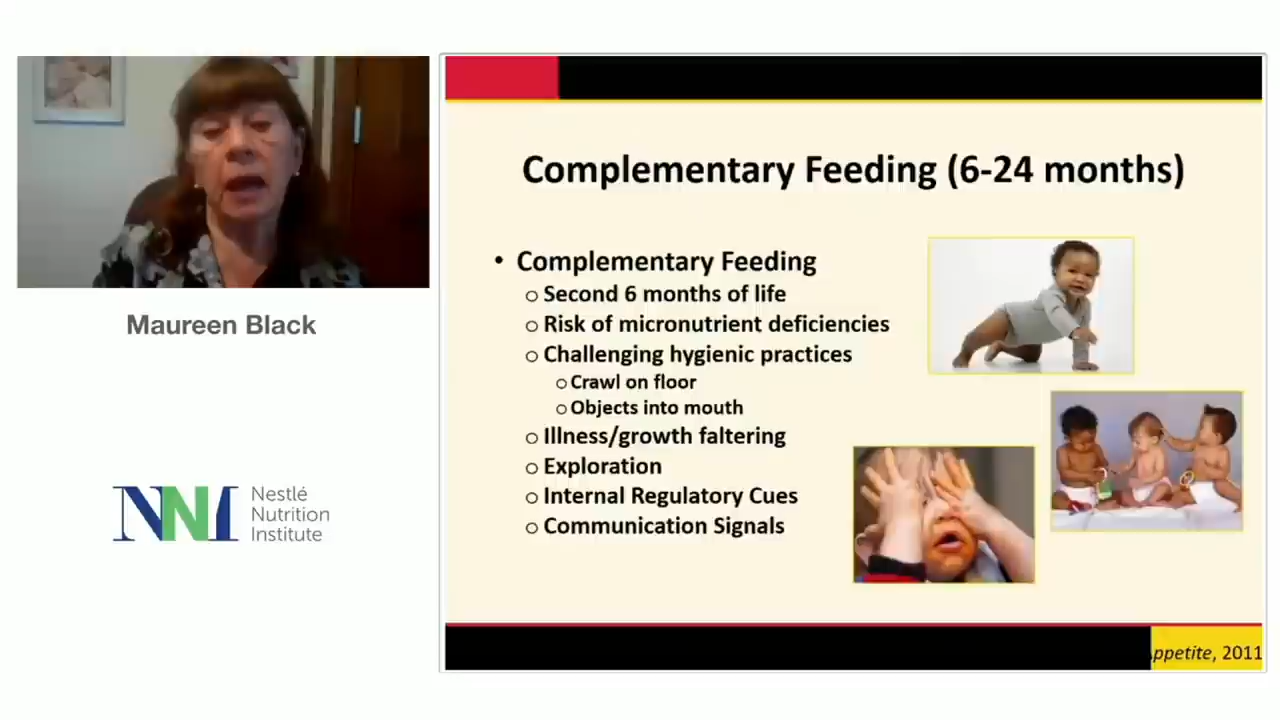 Complementary Feeding (6-24 months)
• Complementary Feeding
o Second 6 months of life
o Risk of micronutrient deficiencies
o Challenging hygienic practices
o Crawl on floor
o Objects into mouth
o Illness/growth faltering
o Exploration
o Internal Regulatory Cues
o Communication Signals
Maureen Black
NNI
Nestlé
Nutrition
Institute
ppetite, 2011